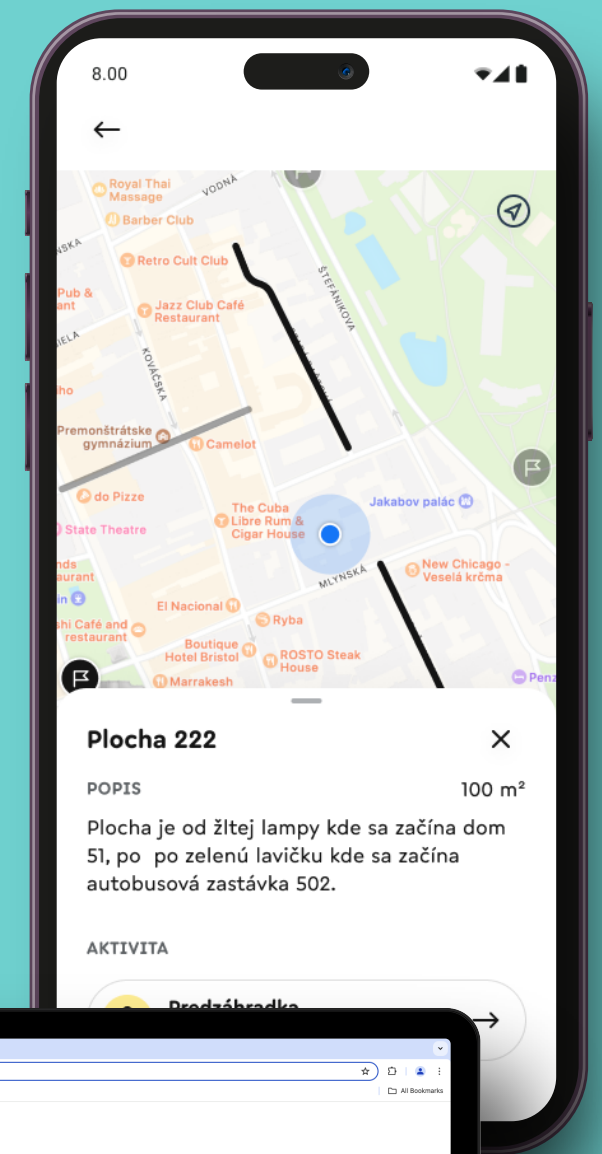 8.00
Royal Thai
Massage
VODNÁ
Barber Club
Retro Cult Club
Pub &
Jazz Club Café
Restaurant
ŠTEFÁNIKOVA
KOVÁČSKA
Premonštrátske
gymnázium
Camelot
do Pizze
The Cuba
Libre Rum &
Cigar House
Jakabov palác
State Theatre
MLYNSKÁ
New Chicago -
Veselá krčma
El Nacional
Ryba
Café and
restaurant
Boutique
Hotel Bristol
ROSTO Steak
House
Marrakesh
Plocha 222
POPIS
100 m²
Plocha je od žltej lampy kde sa začína dom
51, po po zelenú lavičku kde sa začína
autobusová zastávka 502.
AKTIVITA
Predzáhradka
All Bookmarks